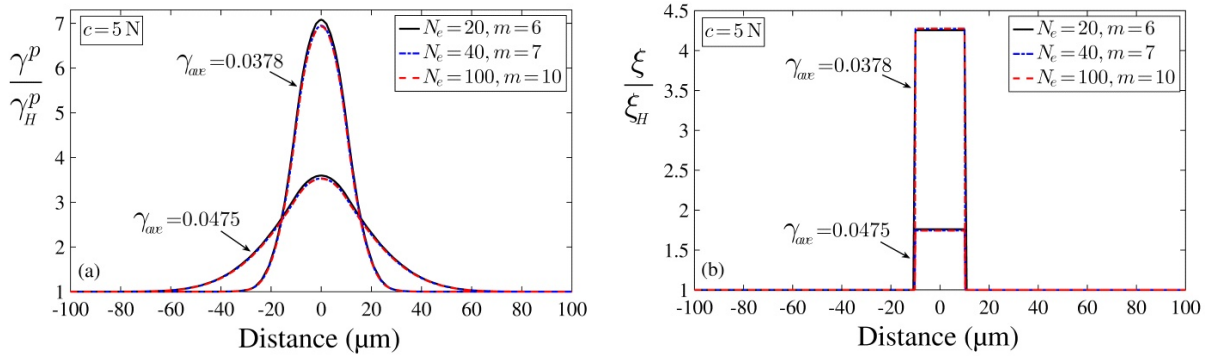 c = 5 N
N_e = 20, m = 6
N_e = 40, m = 7
N_e = 100, m = 10
γ^p
γ_H^p
γ_ave = 0.0378
γ_ave = 0.0475
7
6
5
4
3
2
1
(a)
-100 -80 -60 -40 -20 0 20 40 60 80 100
Distance (µm)
c = 5 N
N_e = 20, m = 6
N_e = 40, m = 7
N_e = 100, m = 10
ξ
ξ_H
γ_ave = 0.0378
γ_ave = 0.0475
4.5
4
3.5
3
2.5
2
1.5
1
(b)
-100 -80 -60 -40 -20 0 20 40 60 80 100
Distance (µm)